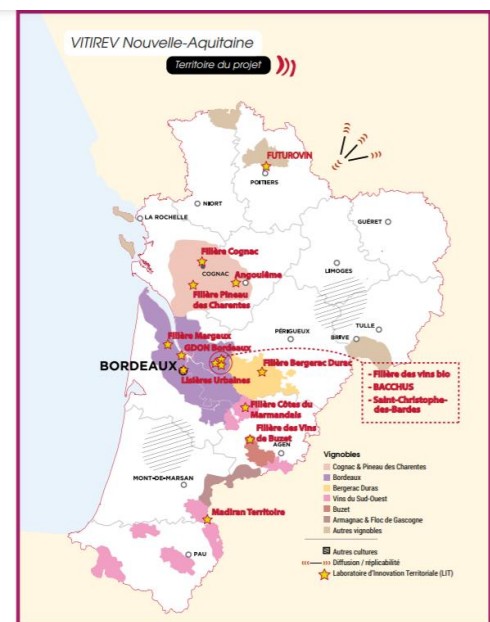 VITIREV Nouvelle-Aquitaine
Territoire du projet
FUTUROVIN
POITIERS
NIORT
LA ROCHELLE
GUÉRET
Filière Cognac
COGNAC
Angoulême
LIMOGES
Filière Pineau
des Charentes
TULLE
BRIVE
PÉRIGUEUX
Filière Margaux
GDON Bordeaux
BORDEAUX
Filière Bergerac Durec
Lisières Urbaines
- Filière des vins bio
- BACCHUS
- Saint-Christophe-
des-Bardes
Filière Côtes du
Marmandais
Filière des Vins
de Buzet
AGEN
MONT-DE-MARSAN
Madiran Territoire
PAU
Vignobles
Cognac & Pineau des Charentes
Bordeaux
Bergerac Duras
Vins du Sud-Ouest
Buzet
Armagnac & Floc de Gascogne
Autres vignobles
Autres cultures
Diffusion / réplicabilité
Laboratoire d'Innovation Territoriale (LIT)